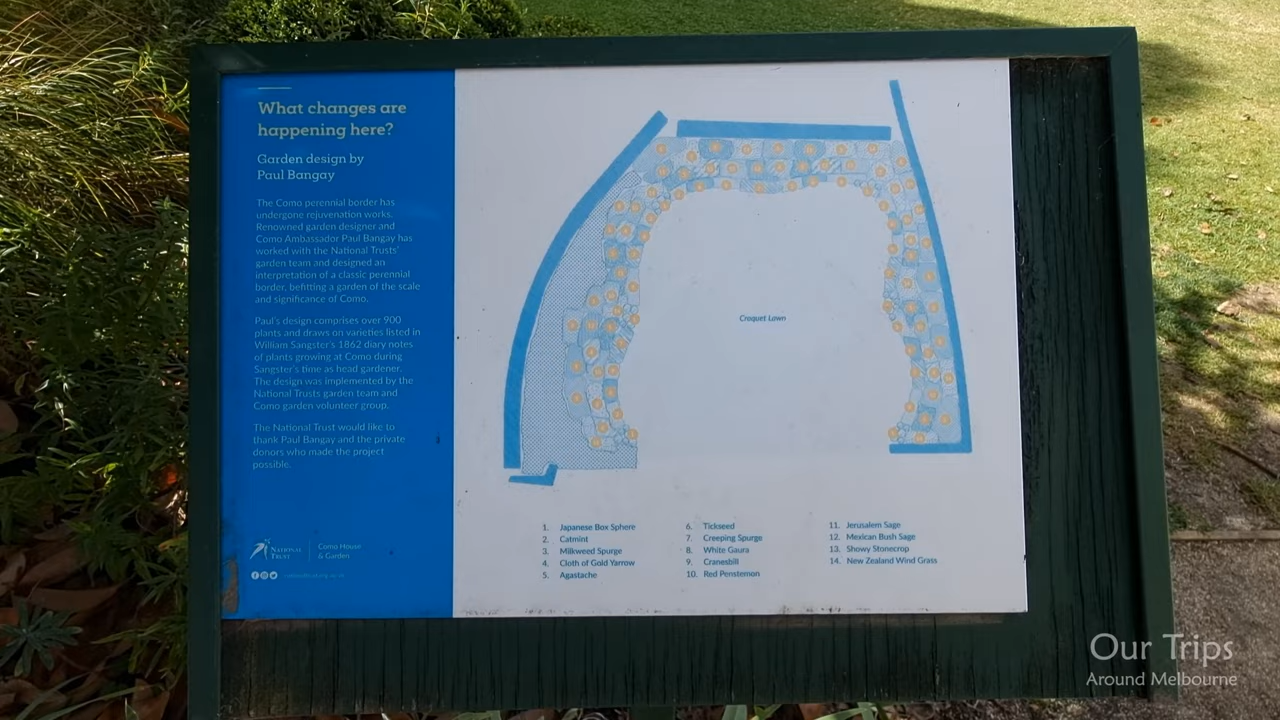 What changes are
happening here?
Garden design by
Paul Bangay
The Como perennial border has
undergone rejuvenation works.
Renowned garden designer and
Como Ambassador Paul Bangay has
worked with the National Trusts'
garden team and designed an
interpretation of a classic perennial
border, befitting a garden of the scale
and significance of Como.
Paul's design comprises over 900
plants and draws on varieties listed in
William Sangster's 1862 diary notes
of plants growing at Como during
Sangster's time as head gardener.
The design was implemented by the
National Trusts garden team and
Como garden volunteer group.
The National Trust would like to
thank Paul Bangay and the private
donors who made the project
possible.
NATIONAL
TRUST
Como House
& Garden
Croquet Lawn
1. Japanese Box Sphere
2. Catmint
3. Milkweed Spurge
4. Cloth of Gold Yarrow
5. Agastache
6. Tickseed
7. Creeping Spurge
8. White Gaura
9. Cranesbill
10. Red Penstemon
11. Jerusalem Sage
12. Mexican Bush Sage
13. Showy Stonecrop
14. New Zealand Wind Grass
Our Trips
Around Melbourne